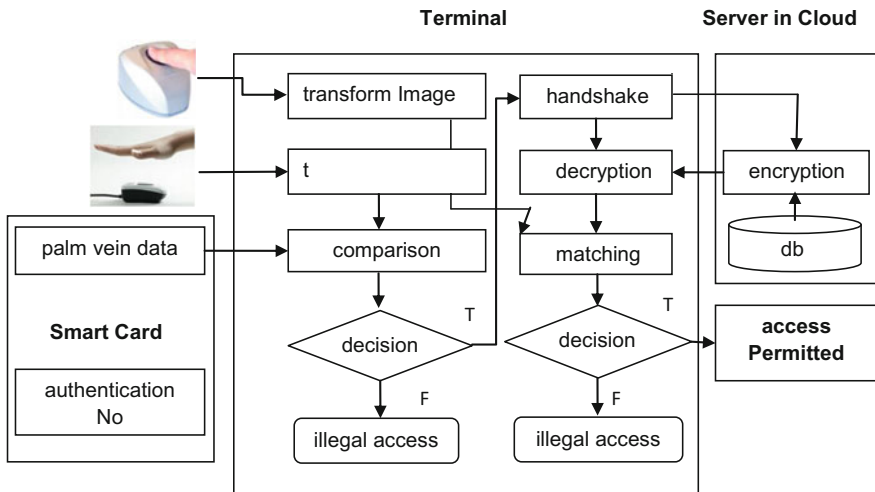 Terminal
Server in Cloud
transform Image
handshake
t
decryption
encryption
palm vein data
comparison
matching
db
Smart Card
decision
T
decision
T
access
Permitted
authentication
No
F
F
illegal access
illegal access